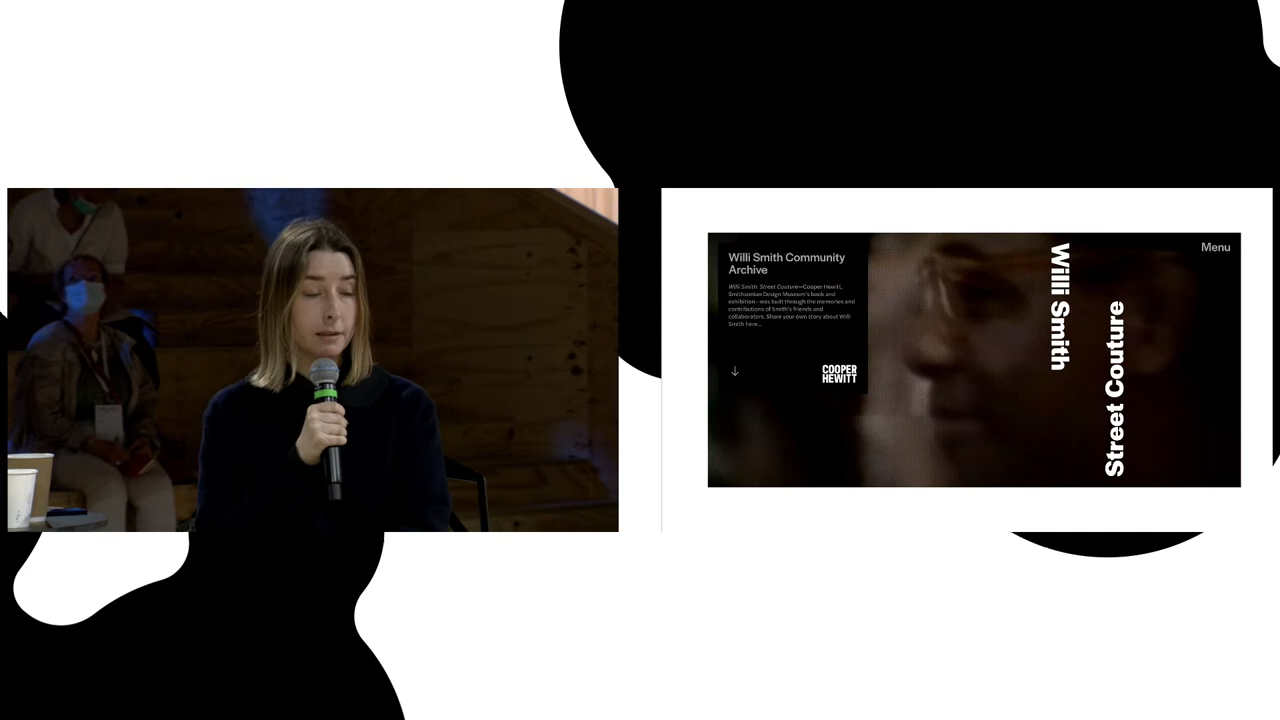 Willi Smith Community
Archive
Willi Smith: Street Couture—Cooper Hewitt,
Smithsonian Design Museum's book and
exhibition—was built through the memories and
contributions of Smith's friends and
collaborators. Share your own story about Willi
Smith here...
COOPER
HEWITT
Willi Smith
Street Couture
Menu